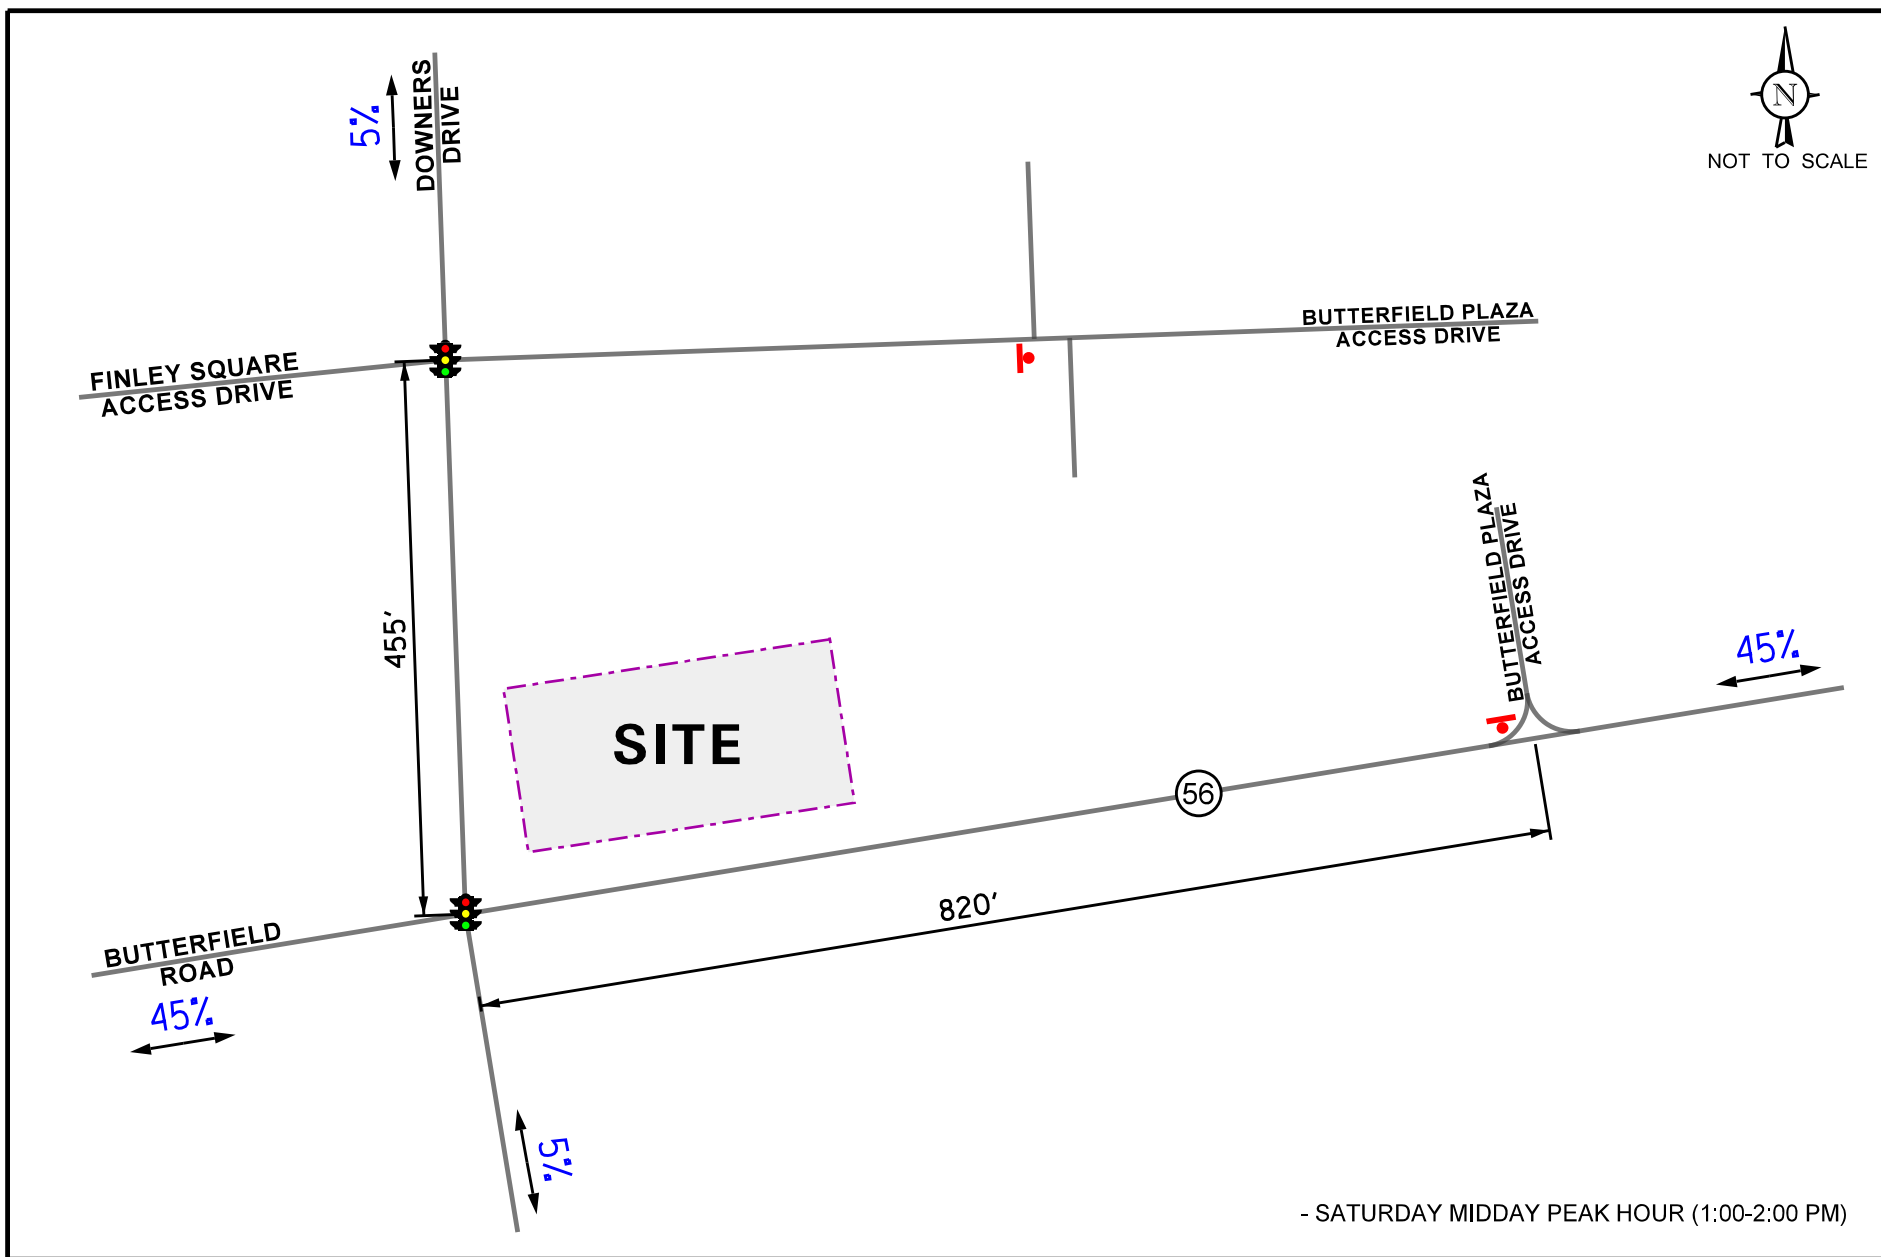 DOWNERS
DRIVE
5%
N
NOT TO SCALE
BUTTERFIELD PLAZA
ACCESS DRIVE
FINLEY SQUARE
ACCESS DRIVE
455'
BUTTERFIELD PLAZA
ACCESS DRIVE
45%
SITE
56
820'
BUTTERFIELD
ROAD
45%
5%
- SATURDAY MIDDAY PEAK HOUR (1:00-2:00 PM)